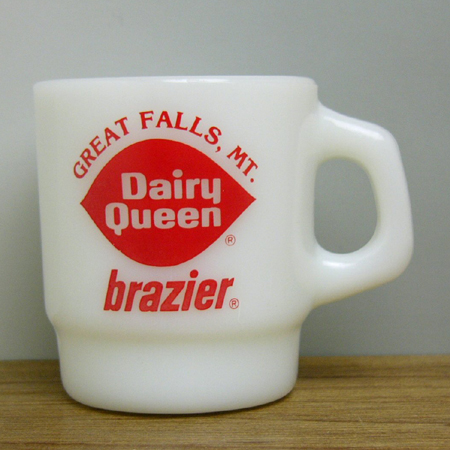 GREAT FALLS, MT.
Dairy
Queen ®
brazier ®